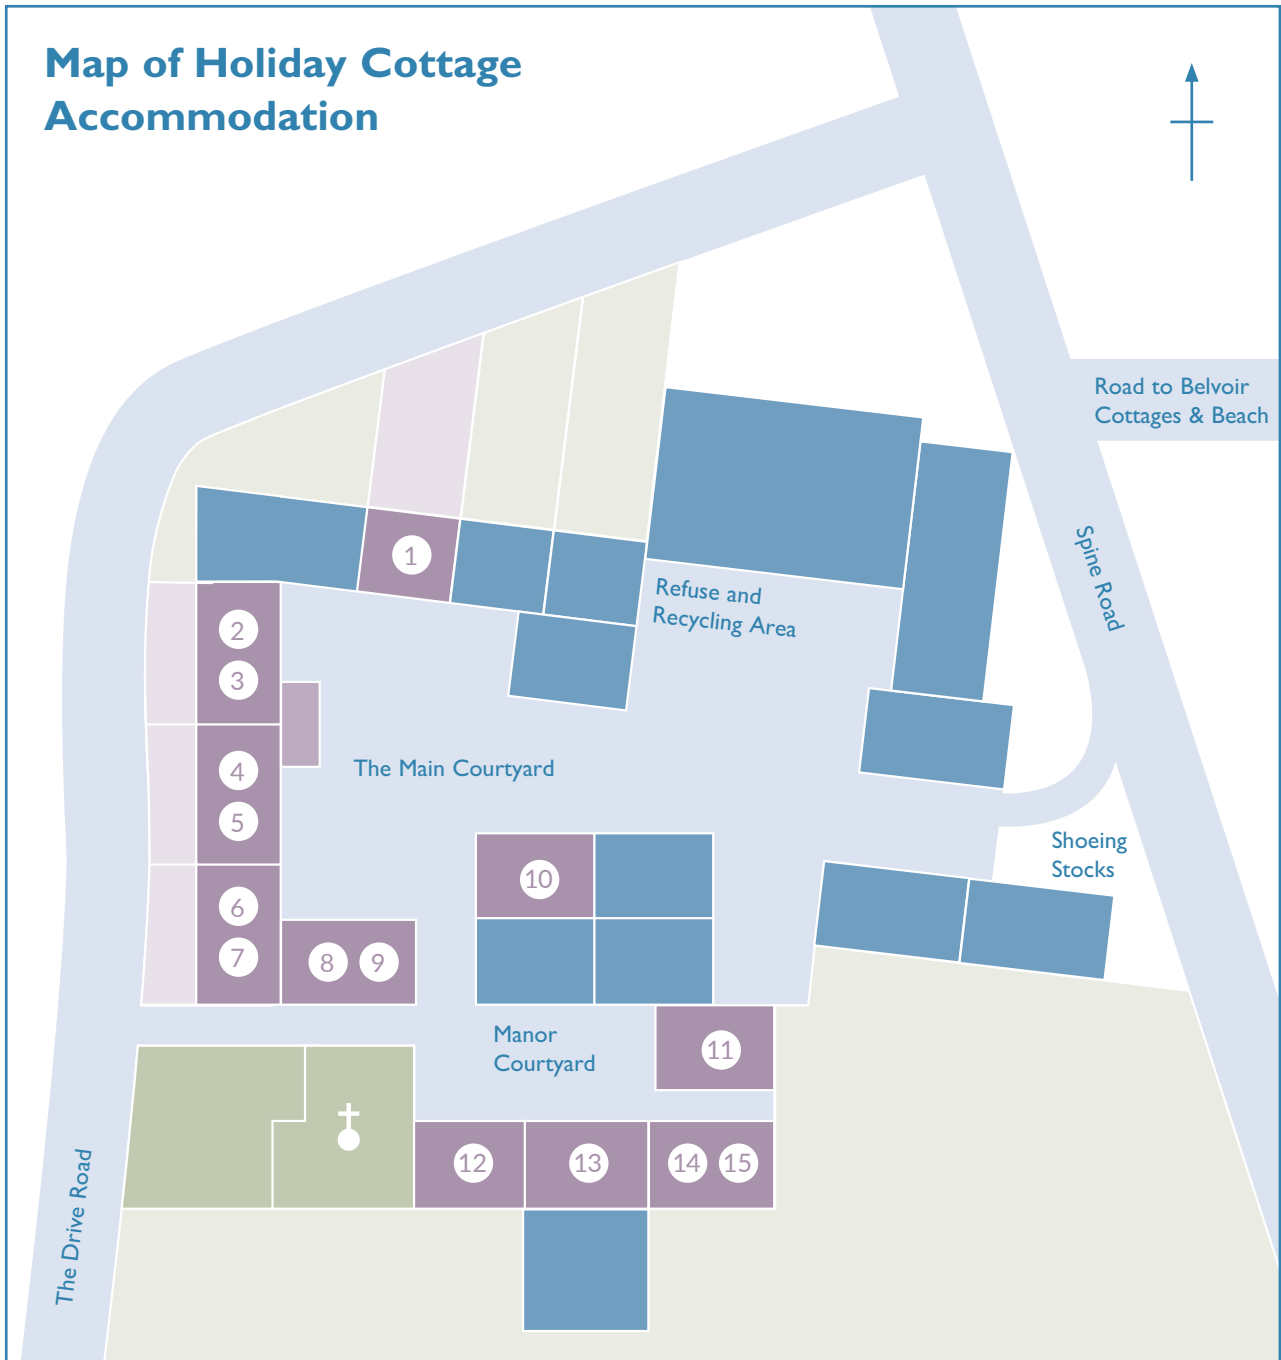 Map of Holiday Cottage
Accommodation
Road to Belvoir
Cottages & Beach
Spine Road
1
Refuse and
Recycling Area
2
3
4
The Main Courtyard
5
Shoeing
Stocks
6
7
8 9
10
Manor
Courtyard
11
12 13 14 15
The Drive Road